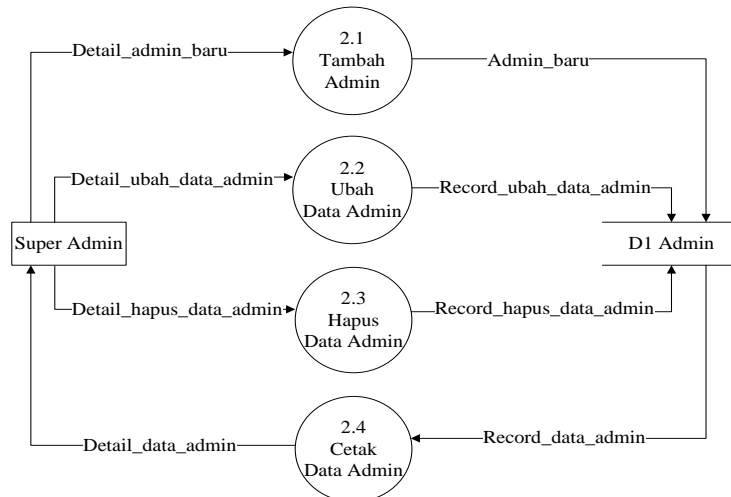 2.1
Tambah
Admin
Detail_admin_baru
Admin_baru
2.2
Ubah
Data Admin
Detail_ubah_data_admin
Record_ubah_data_admin
Super Admin
D1 Admin
2.3
Hapus
Data Admin
Detail_hapus_data_admin
Record_hapus_data_admin
2.4
Cetak
Data Admin
Detail_data_admin
Record_data_admin